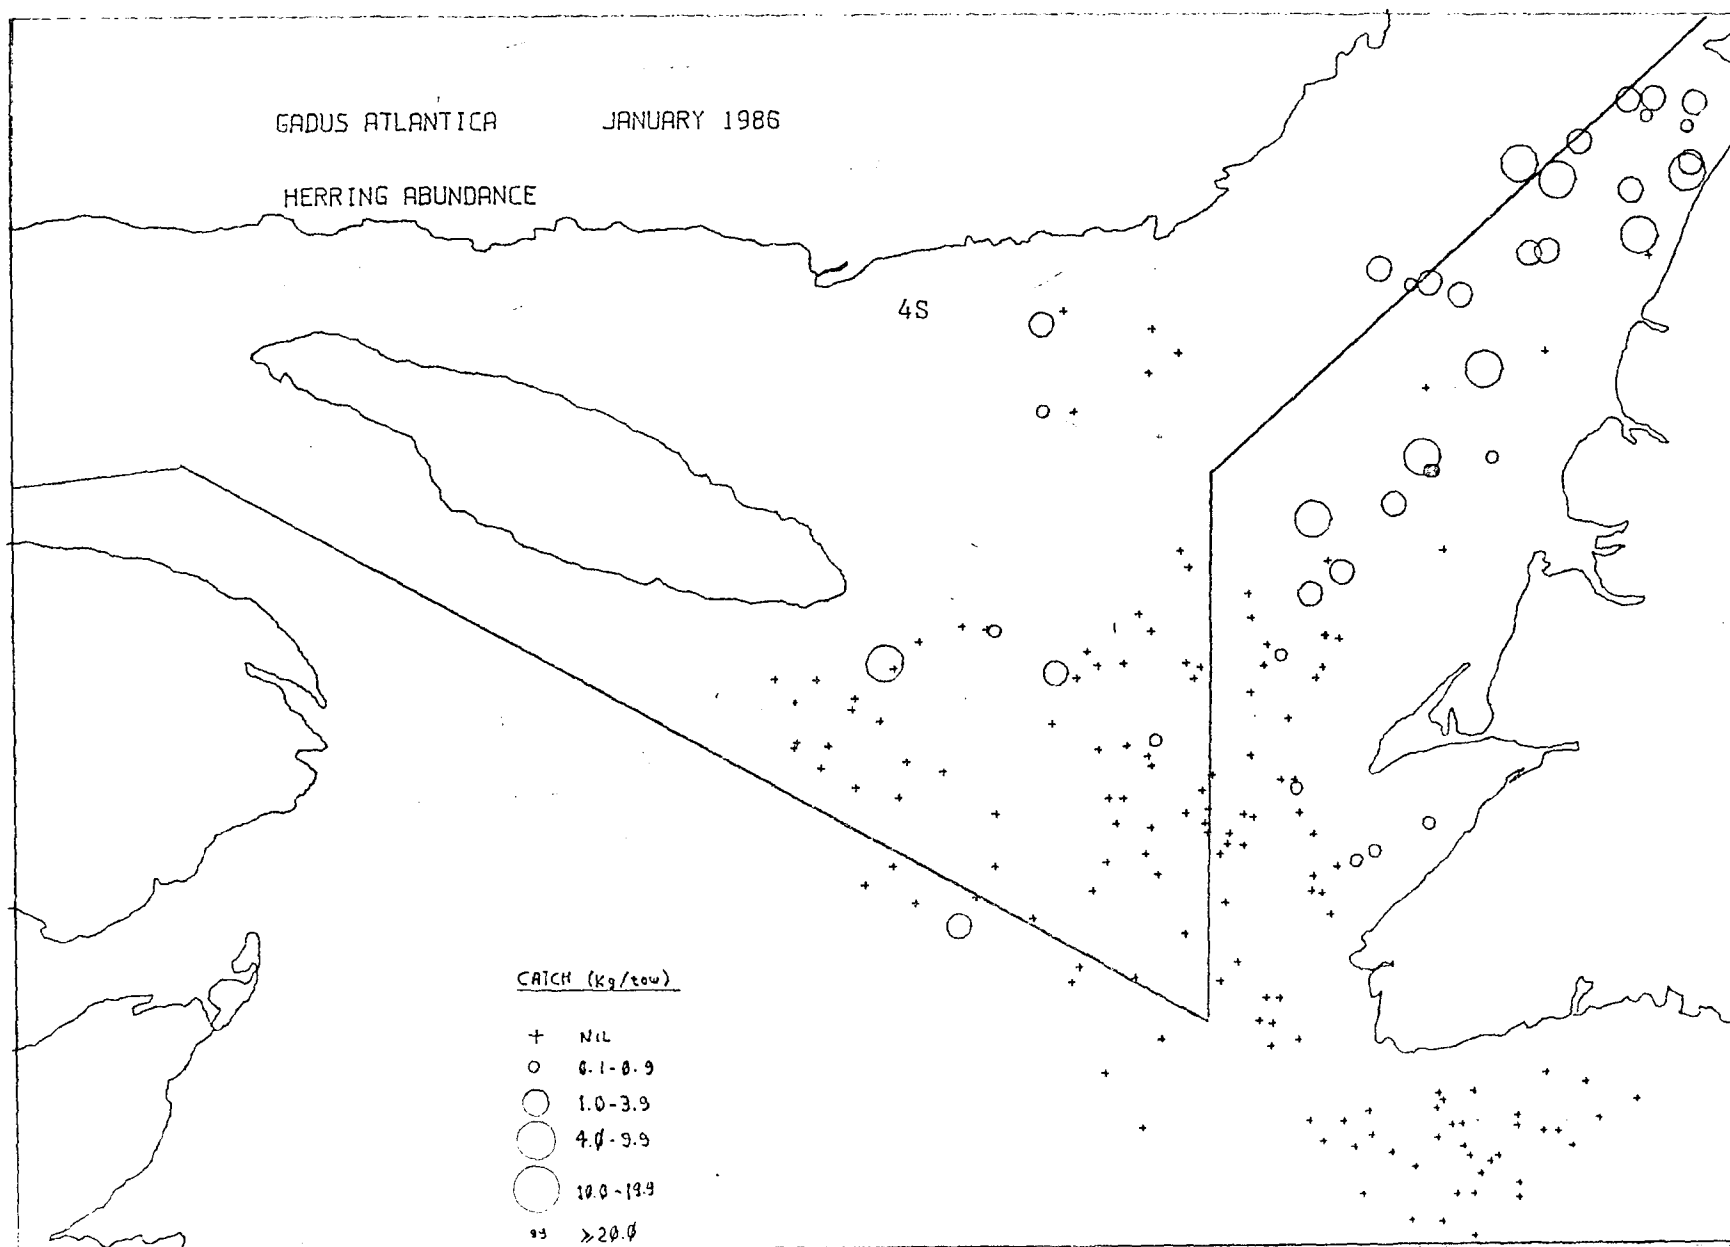 GADUS ATLANTICA JANUARY 1986
HERRING ABUNDANCE
4S
CATCH (Kg/tow)
+ NIL
0.1-0.9
1.0-3.9
4.0-9.9
10.0-19.9
99 ≥20.0